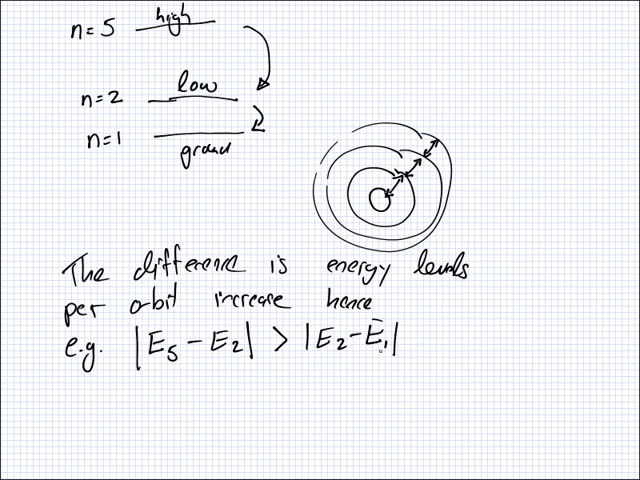 n = 5 high
n = 2 low
n = 1
ground
The difference is energy levels
per orbit increase hence
e.g. |E₅ - E₂| > |E₂ - E₁|